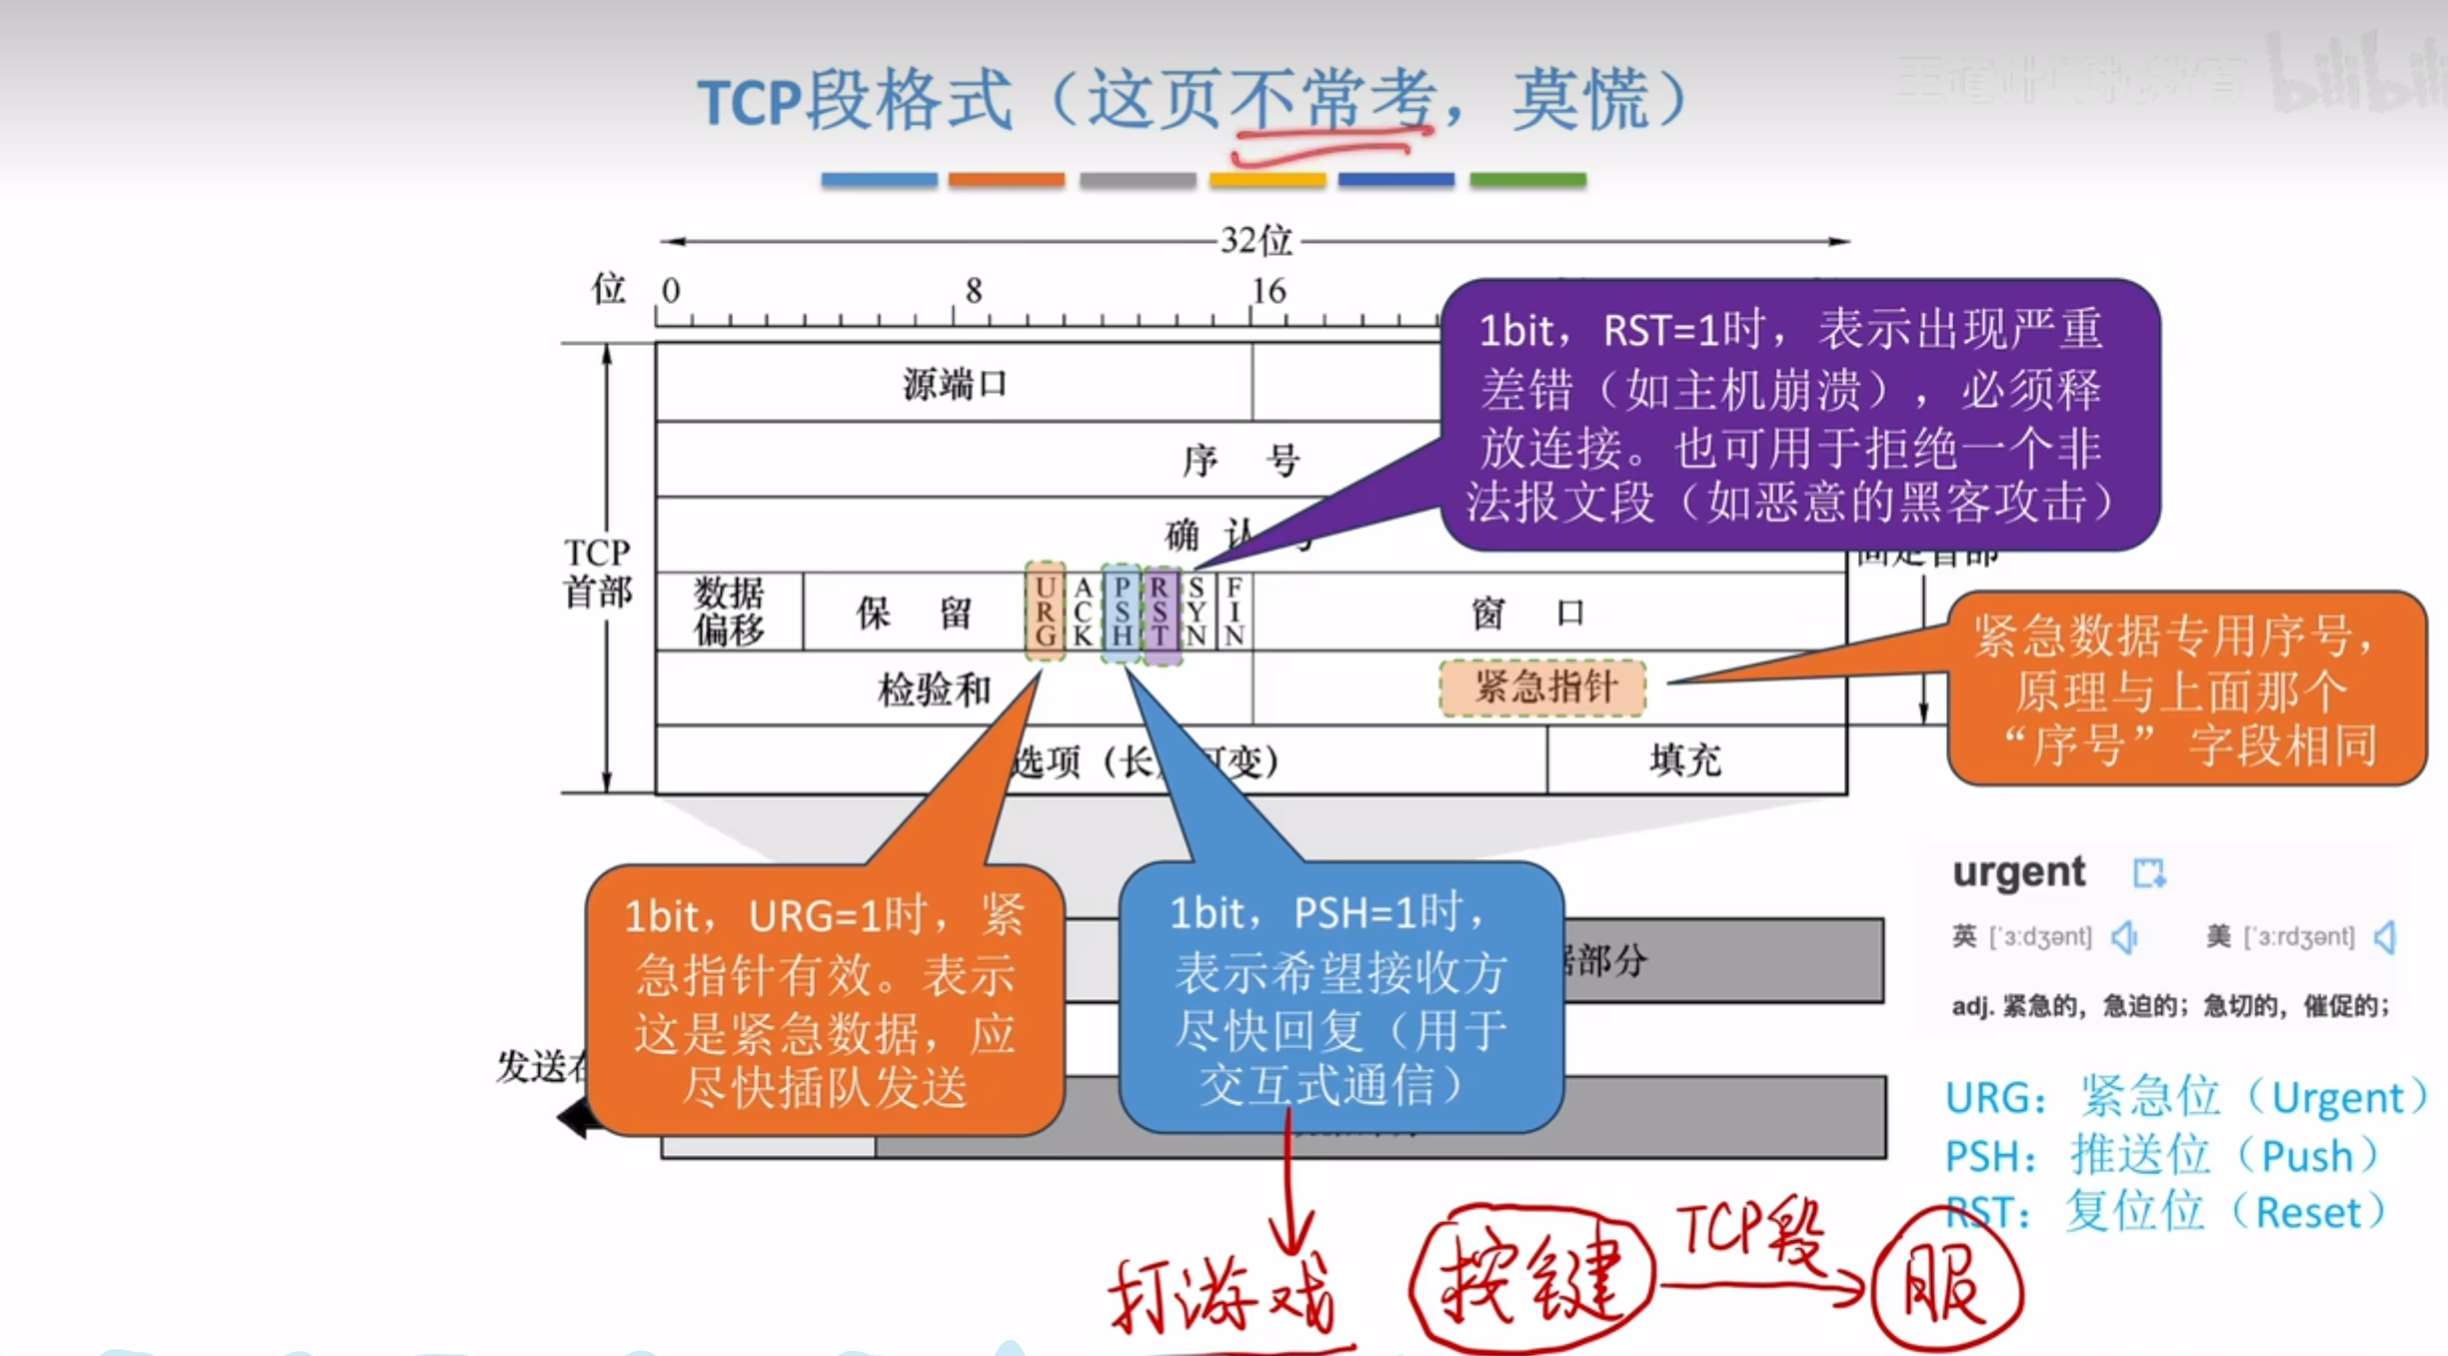 TCP段格式（这页不常考，莫慌）
32位
位 0 8 16
源端口
序 号
确 认
TCP
首部
数据
偏移
保 留
URG
ACK
PSH
RST
SYN
FIN
窗 口
检验和
紧急指针
选项（长
可变）
填充
1bit，RST=1时，表示出现严重
差错（如主机崩溃），必须释
放连接。也可用于拒绝一个非
法报文段（如恶意的黑客攻击）
紧急数据专用序号，
原理与上面那个
“序号”字段相同
1bit，URG=1时，紧
急指针有效。表示
这是紧急数据，应
尽快插队发送
1bit，PSH=1时，
表示希望接收方
尽快回复（用于
交互式通信）
部分
发送
urgent
英 [ˈɜːdʒənt] 美 [ˈɜːrdʒənt]
adj. 紧急的，急迫的；急切的，催促的；
URG：紧急位（Urgent）
PSH：推送位（Push）
RST：复位位（Reset）
打游戏
按键
TCP段
服
bilibili